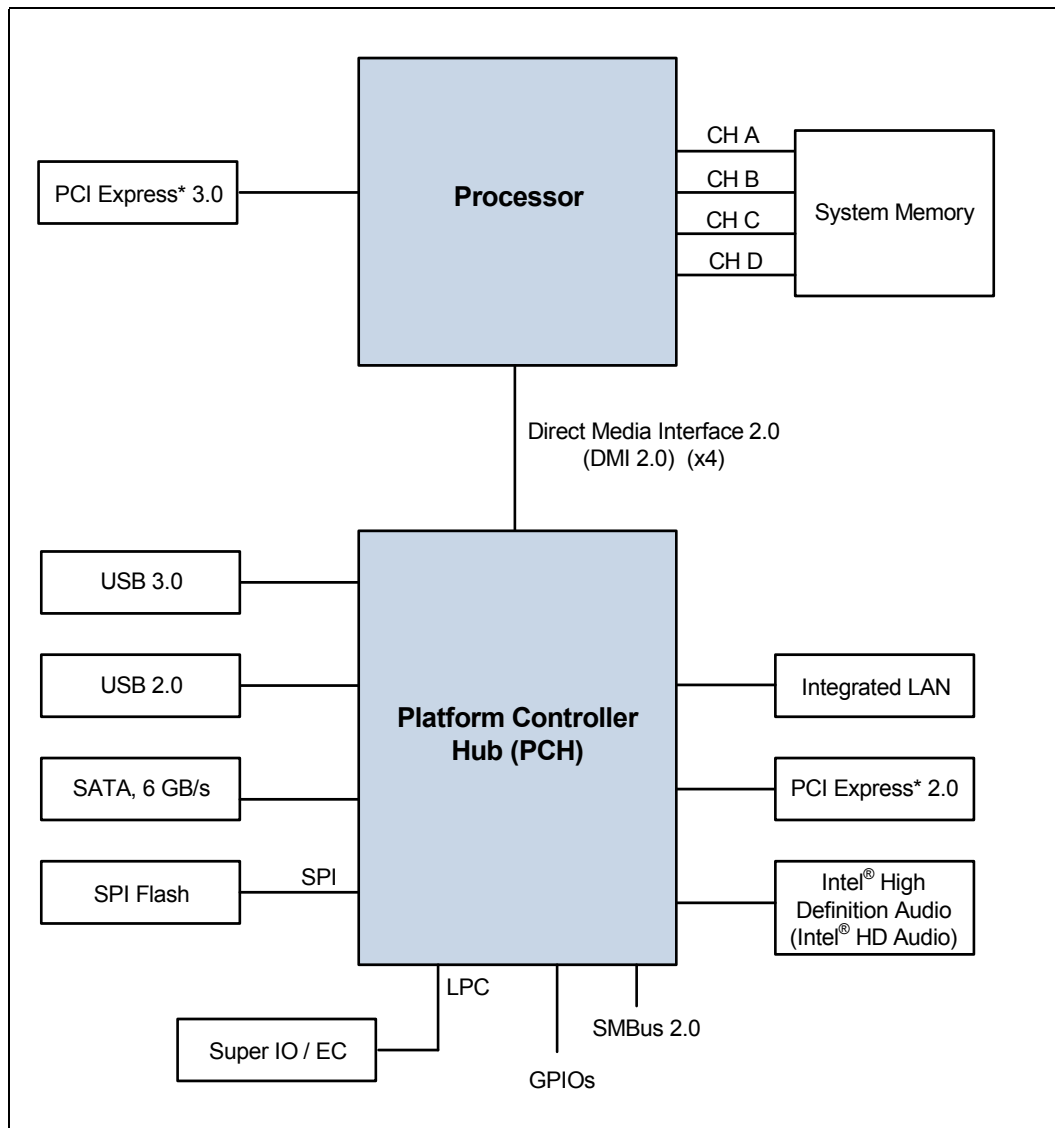 CH A
CH B
CH C
CH D
PCI Express* 3.0
Processor
System Memory
Direct Media Interface 2.0
(DMI 2.0) (x4)
USB 3.0
USB 2.0
SATA, 6 GB/s
SPI Flash
SPI
Platform Controller
Hub (PCH)
Integrated LAN
PCI Express* 2.0
Intel® High
Definition Audio
(Intel® HD Audio)
LPC
Super IO / EC
GPIOs
SMBus 2.0